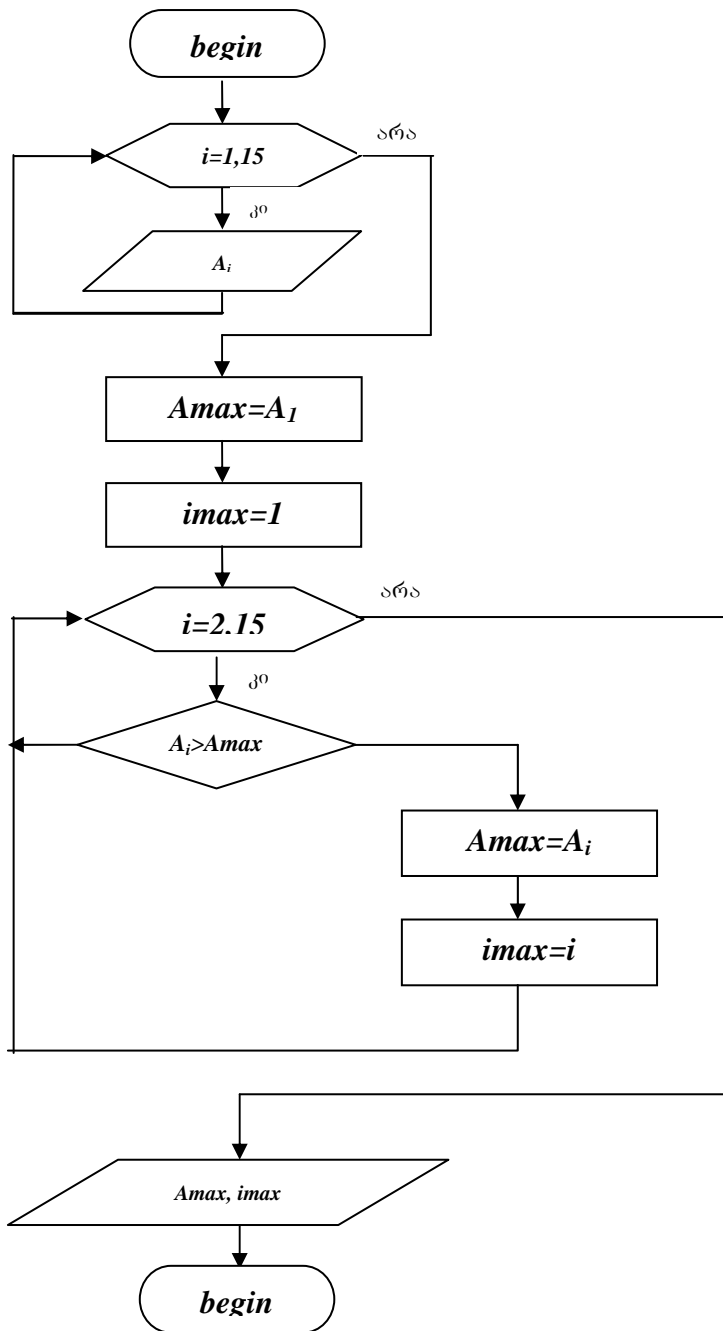 begin
არა
i=1,15
კი
Ai
Amax=A1
imax=1
არა
i=2,15
კი
Ai>Amax
Amax=Ai
imax=i
Amax, imax
begin